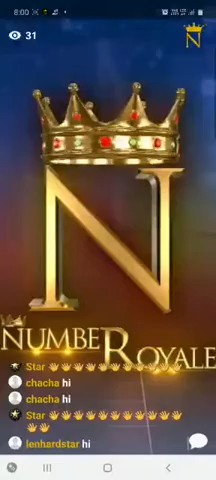 8:00
31
N
N
NUMBER ROYALE
Star 👋👋👋👋👋👋👋👋👋👋👋
chacha hi
chacha hi
Star 👋👋👋👋👋👋👋👋👋👋👋
👋👋
lenhardstar hi